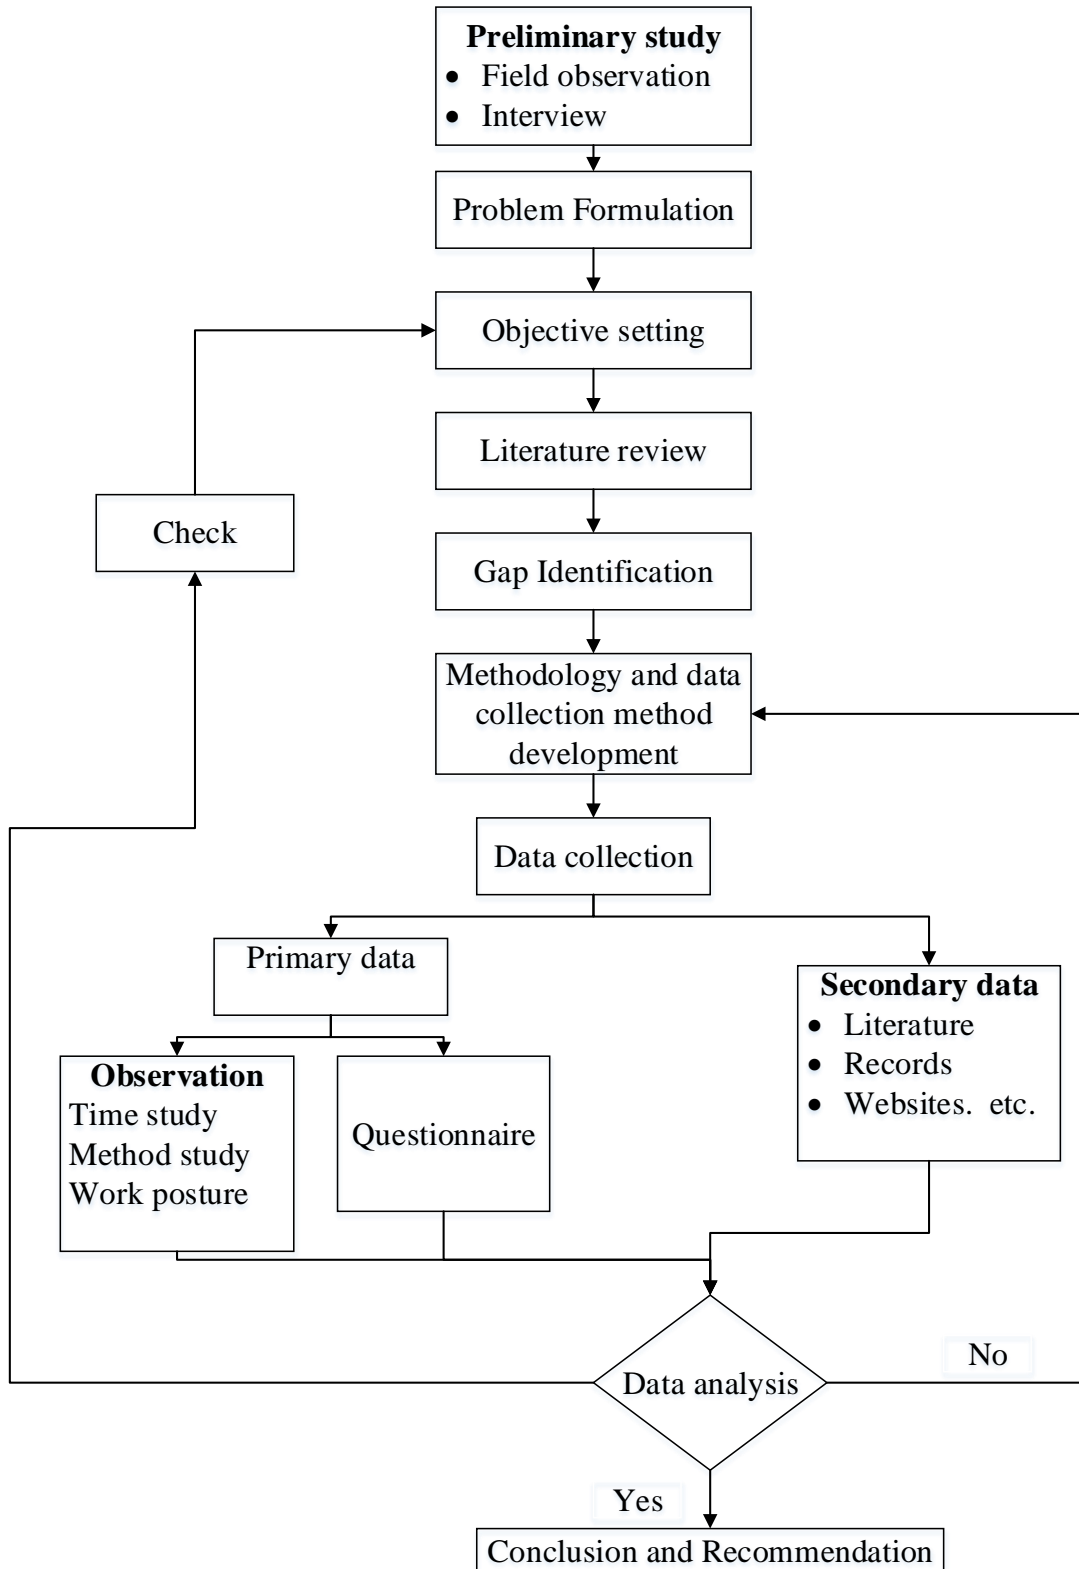 Preliminary study
• Field observation
• Interview
Problem Formulation
Objective setting
Literature review
Check
Gap Identification
Methodology and data
collection method
development
Data collection
Primary data
Secondary data
• Literature
• Records
• Websites. etc.
Observation
Time study
Method study
Work posture
Questionnaire
Data analysis
No
Yes
Conclusion and Recommendation